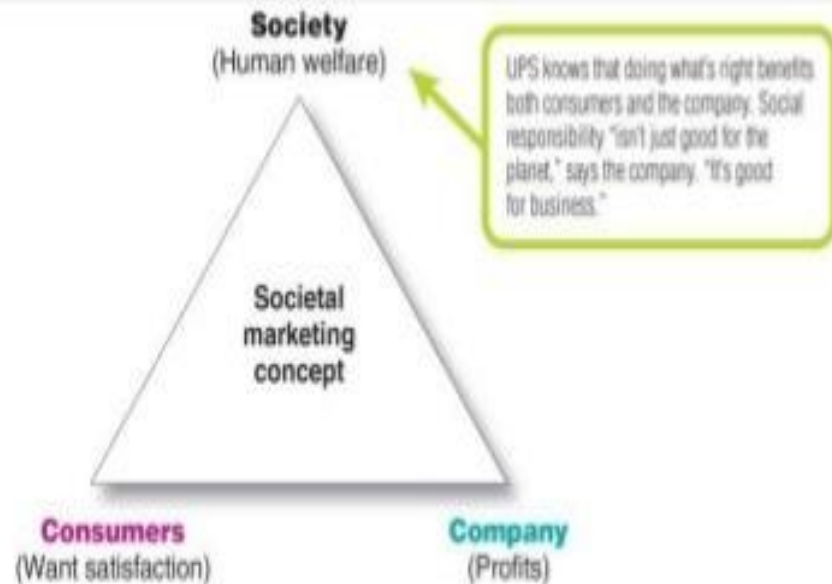 Society
(Human welfare)
UPS knows that doing what's right benefits
both consumers and the company. Social
responsibility "isn't just good for the
planet," says the company. "It's good
for business."
Societal
marketing
concept
Consumers
(Want satisfaction)
Company
(Profits)